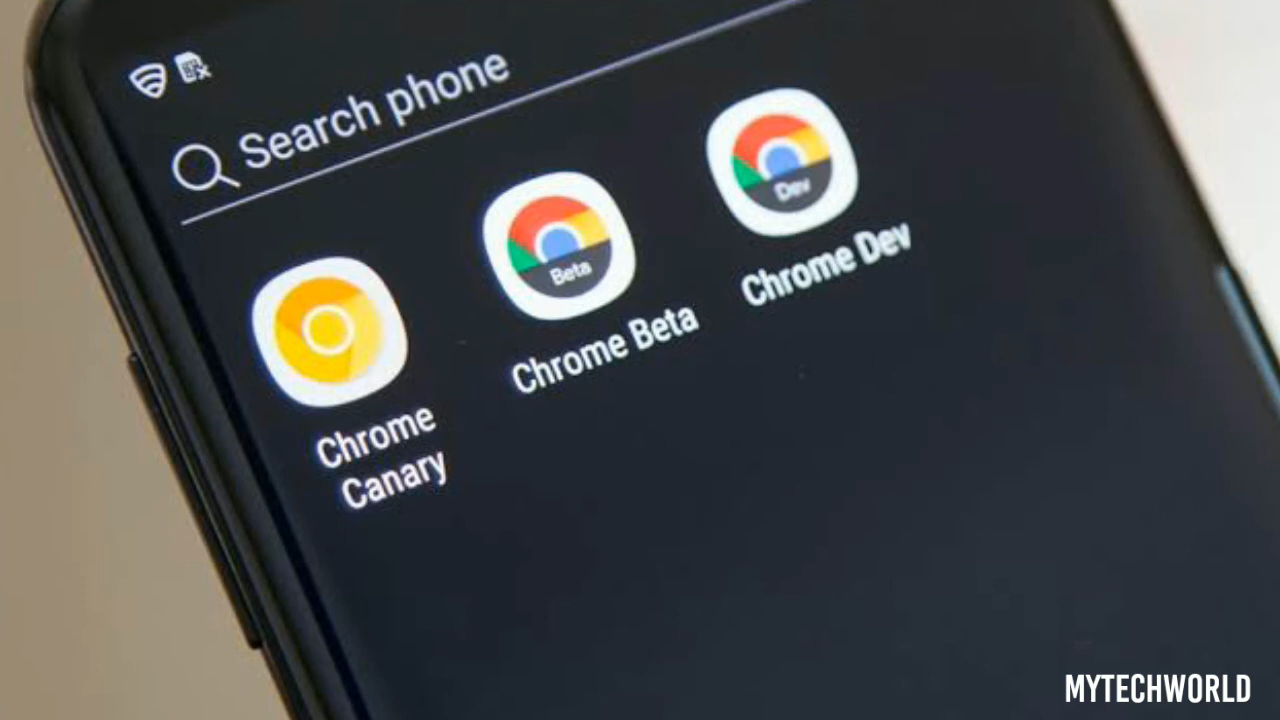 Search phone
Chrome
Canary
Beta
Chrome Beta
Dev
Chrome Dev
MYTECHWORLD